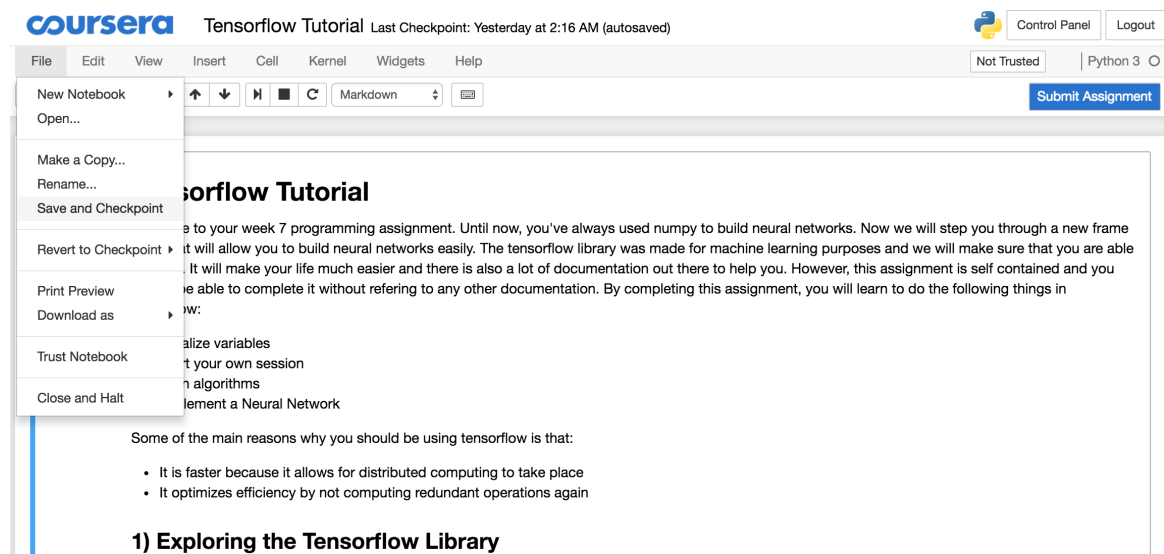 coursera Tensorflow Tutorial Last Checkpoint: Yesterday at 2:16 AM (autosaved) Control Panel Logout
File Edit View Insert Cell Kernel Widgets Help Not Trusted Python 3
Markdown Submit Assignment
New Notebook
Open...
Make a Copy...
Rename...
Save and Checkpoint
Revert to Checkpoint
Print Preview
Download as
Trust Notebook
Close and Halt
sorflow Tutorial
e to your week 7 programming assignment. Until now, you've always used numpy to build neural networks. Now we will step you through a new frame
at will allow you to build neural networks easily. The tensorflow library was made for machine learning purposes and we will make sure that you are able
. It will make your life much easier and there is also a lot of documentation out there to help you. However, this assignment is self contained and you
be able to complete it without refering to any other documentation. By completing this assignment, you will learn to do the following things in
ow:
alize variables
rt your own session
n algorithms
lement a Neural Network
Some of the main reasons why you should be using tensorflow is that:
• It is faster because it allows for distributed computing to take place
• It optimizes efficiency by not computing redundant operations again
1) Exploring the Tensorflow Library